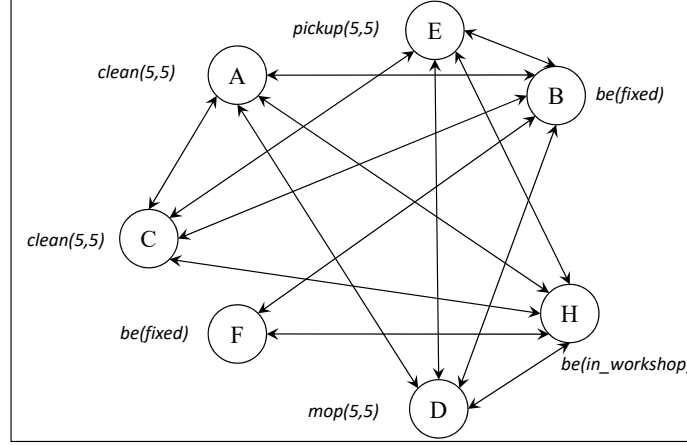 pickup(5,5)
E
clean(5,5)
A
B
be(fixed)
clean(5,5)
C
H
be(fixed)
F
be(in_workshop)
mop(5,5)
D